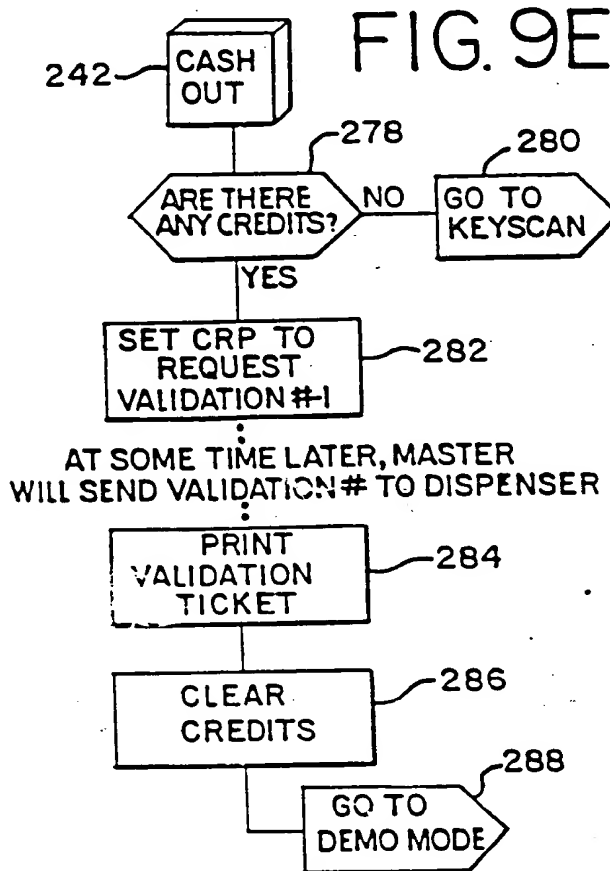 FIG. 9E
242
CASH
OUT
278
280
ARE THERE
ANY CREDITS?
NO
GO TO
KEYSCAN
YES
SET CRP TO
REQUEST
VALIDATION #-1
282
AT SOME TIME LATER, MASTER
WILL SEND VALIDATION # TO DISPENSER
PRINT
VALIDATION
TICKET
284
CLEAR
CREDITS
286
288
GO TO
DEMO MODE